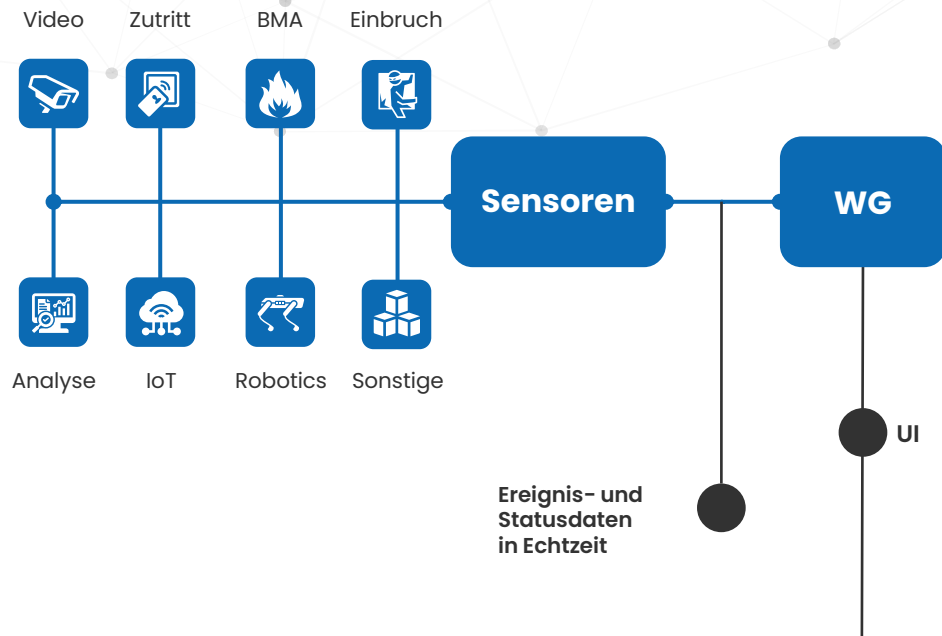 Video
Zutritt
BMA
Einbruch
Sensoren
WG
Analyse
IoT
Robotics
Sonstige
UI
Ereignis- und
Statusdaten
in Echtzeit